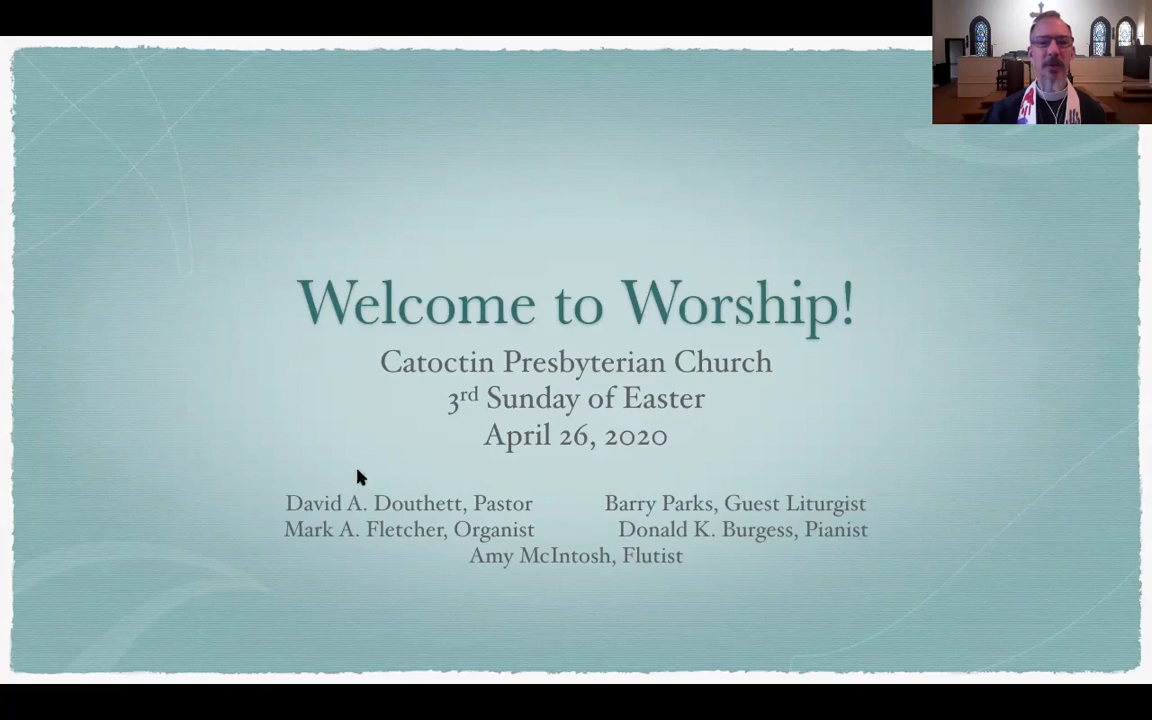 Welcome to Worship!
Catoctin Presbyterian Church
3rd Sunday of Easter
April 26, 2020
David A. Douthett, Pastor Barry Parks, Guest Liturgist
Mark A. Fletcher, Organist Donald K. Burgess, Pianist
Amy McIntosh, Flutist